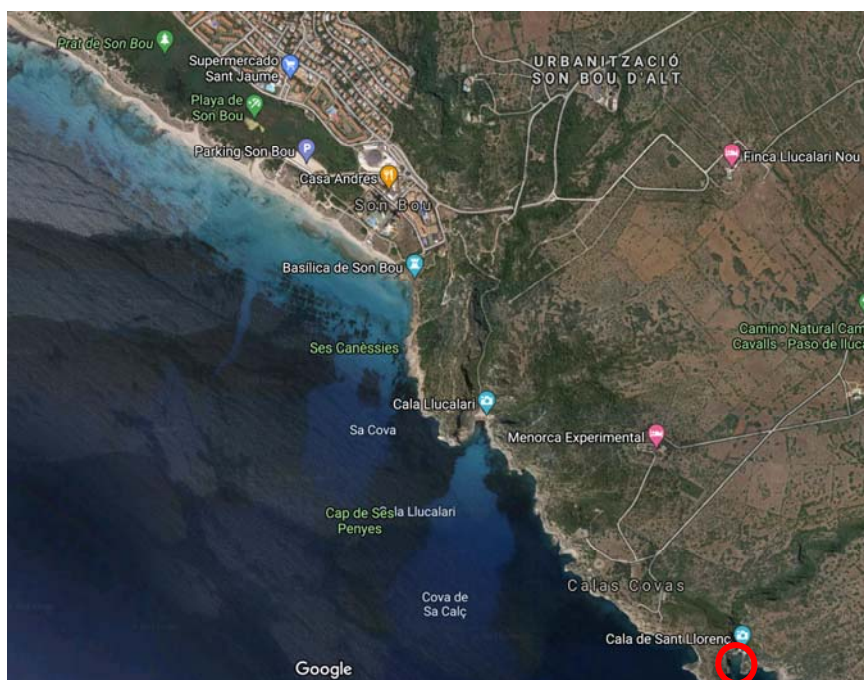 Prat de Son Bou
Supermercado
Sant Jaume
URBANITZACIÓ
SON BOU D'ALT
Playa de
Son Bou
P
Parking Son Bou
Finca Llucalari Nou
Casa Andres
Son Bou
Basílica de Son Bou
Camino Natural Cam
Cavalls - Paso de lluca
Ses Canèssies
Cala Llucalari
Sa Cova
Menorca Experimental
Cap de Ses
Penyes
la Llucalari
Cova de
Sa Calç
Calas Covas
Cala de Sant Llorenç
Google